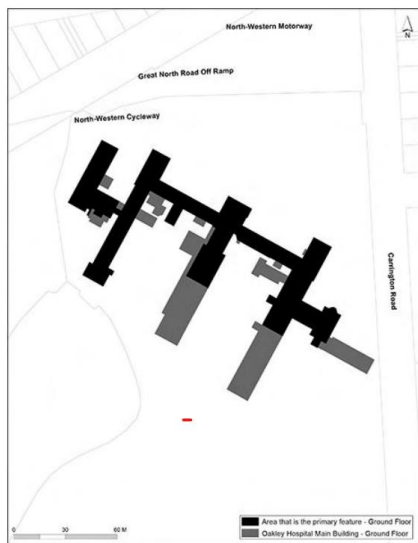 North-Western Motorway
N
Great North Road Off Ramp
North-Western Cycleway
Carrington Road
Area that is the primary feature - Ground Floor
Oakley Hospital Main Building - Ground Floor
0 30 60 M